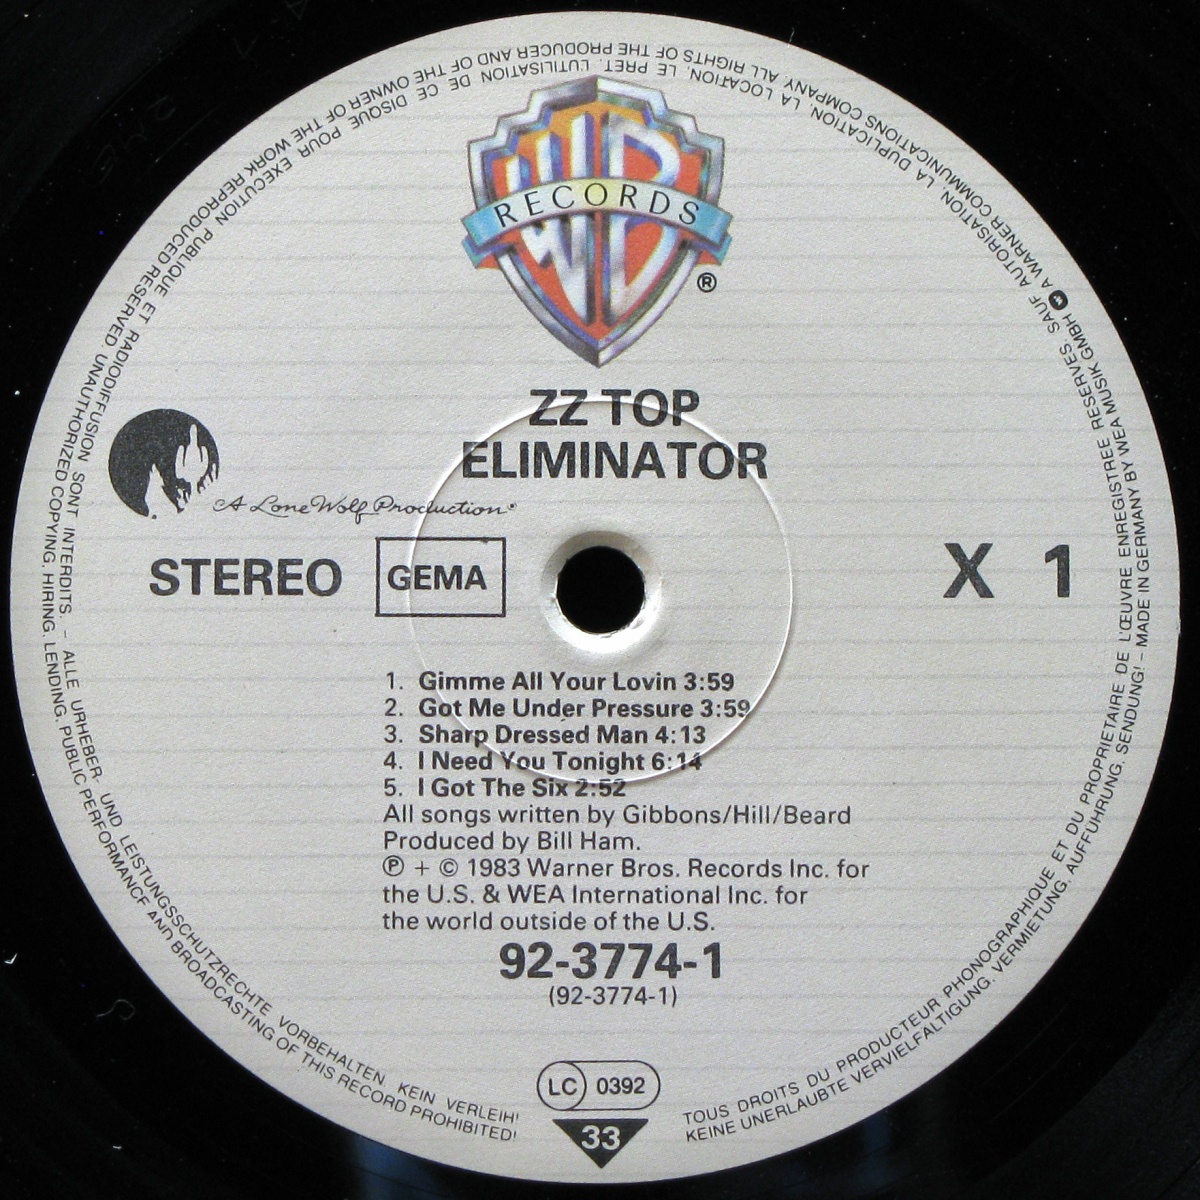 WB
RECORDS
®
ZZ TOP
ELIMINATOR
A Lone Wolf Production
STEREO
GEMA
X 1
1. Gimme All Your Lovin 3:59
2. Got Me Under Pressure 3:59
3. Sharp Dressed Man 4:13
4. I Need You Tonight 6:14
5. I Got The Six 2:52
All songs written by Gibbons/Hill/Beard
Produced by Bill Ham.
Ⓟ + © 1983 Warner Bros. Records Inc. for
the U.S. & WEA International Inc. for
the world outside of the U.S.
92-3774-1
(92-3774-1)
LC 0392
33
TOUS DROITS DU PRODUCTEUR PHONOGRAPHIQUE ET DU PROPRIETAIRE DE L'ŒUVRE ENREGISTREE RESERVES. SAUF AUTORISATION, LA DUPLICATION, LA LOCATION, LE PRET, L'UTILISATION DE CE DISQUE POUR EXECUTION PUBLIQUE ET RADIODIFFUSION SONT INTERDITS. – ALLE URHEBER- UND LEISTUNGSSCHUTZRECHTE VORBEHALTEN KEIN VERLEIH!
KEINE UNERLAUBTE VERVIELFÄLTIGUNG, VERMIETUNG, AUFFÜHRUNG, SENDUNG! – MADE IN GERMANY BY WEA MUSIK GMBH A WARNER COMMUNICATIONS COMPANY ALL RIGHTS OF THE PRODUCER AND OF THE OWNER OF THE WORK REPRODUCED RESERVED UNAUTHORIZED COPYING, HIRING, LENDING, PUBLIC PERFORMANCE AND BROADCASTING OF THIS RECORD PROHIBITED!